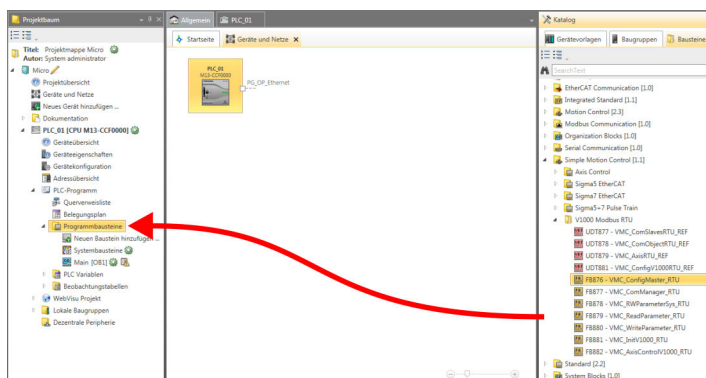 Projektbaum
Titel: Projektmappe Micro
Autor: System administrator
Micro
Projektübersicht
Geräte und Netze
Neues Gerät hinzufügen ...
Dokumentation
PLC_01 [CPU M13-CCF0000]
Geräteübersicht
Geräteeigenschaften
Gerätekonfiguration
Adressübersicht
PLC-Programm
Querverweisliste
Belegungsplan
Programmbausteine
Neuen Baustein hinzufügen ...
Systembausteine
Main [OB1]
PLC Variablen
Beobachtungstabellen
WebVisu Projekt
Lokale Baugruppen
Dezentrale Peripherie
Allgemein PLC_01
Startseite Geräte und Netze
PLC_01
M13-CCF0000
PG_OP_Ethernet
Katalog
Gerätevorlagen Baugruppen Bausteine
SearchText
EtherCAT Communication [1.0]
Integrated Standard [1.1]
Motion Control [2.3]
Modbus Communication [1.0]
Organization Blocks [1.0]
Serial Communication [1.0]
Simple Motion Control [1.1]
Axis Control
Sigma5 EtherCAT
Sigma7 EtherCAT
Sigma5+7 Pulse Train
V1000 Modbus RTU
UDT877 - VMC_ComSlavesRTU_REF
UDT878 - VMC_ComObjectRTU_REF
UDT879 - VMC_AxisRTU_REF
UDT881 - VMC_ConfigV1000RTU_REF
FB876 - VMC_ConfigMaster_RTU
FB877 - VMC_ComManager_RTU
FB878 - VMC_RWParameterSys_RTU
FB879 - VMC_ReadParameter_RTU
FB880 - VMC_WriteParameter_RTU
FB881 - VMC_InitV1000_RTU
FB882 - VMC_AxisControlV1000_RTU
Standard [2.2]
System Blocks [1.0]